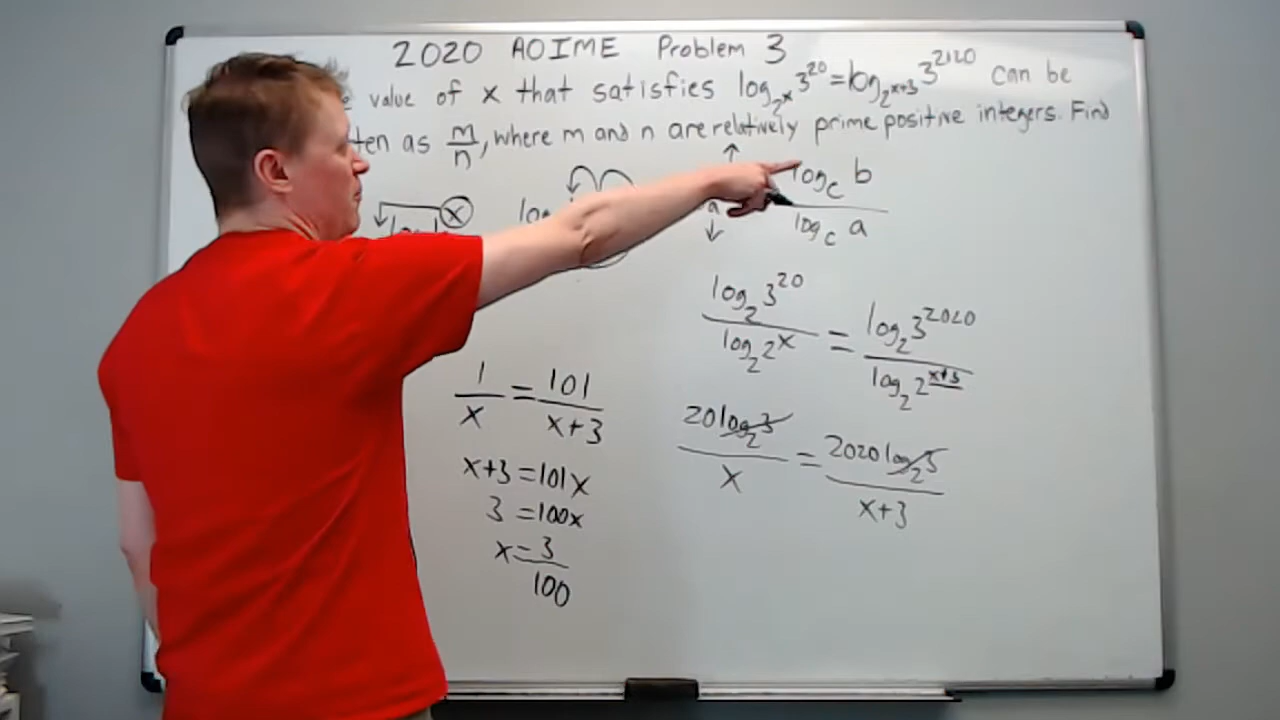 2020 AOIME Problem 3
value of x that satisfies log_{2^x} 3^{20} = log_{2^{x+3}} 3^{2020} can be
ten as m/n, where m and n are relatively prime positive integers. Find
↑ log_c b
x log a ———
↓ log_c a
log_2 3^{20} / log_2 2^x = log_2 3^{2020} / log_2 2^{x+3}
20 log_2 3 / x = 2020 log_2 3 / x+3
1/x = 101/x+3
x+3 = 101x
3 = 100x
x = 3/100